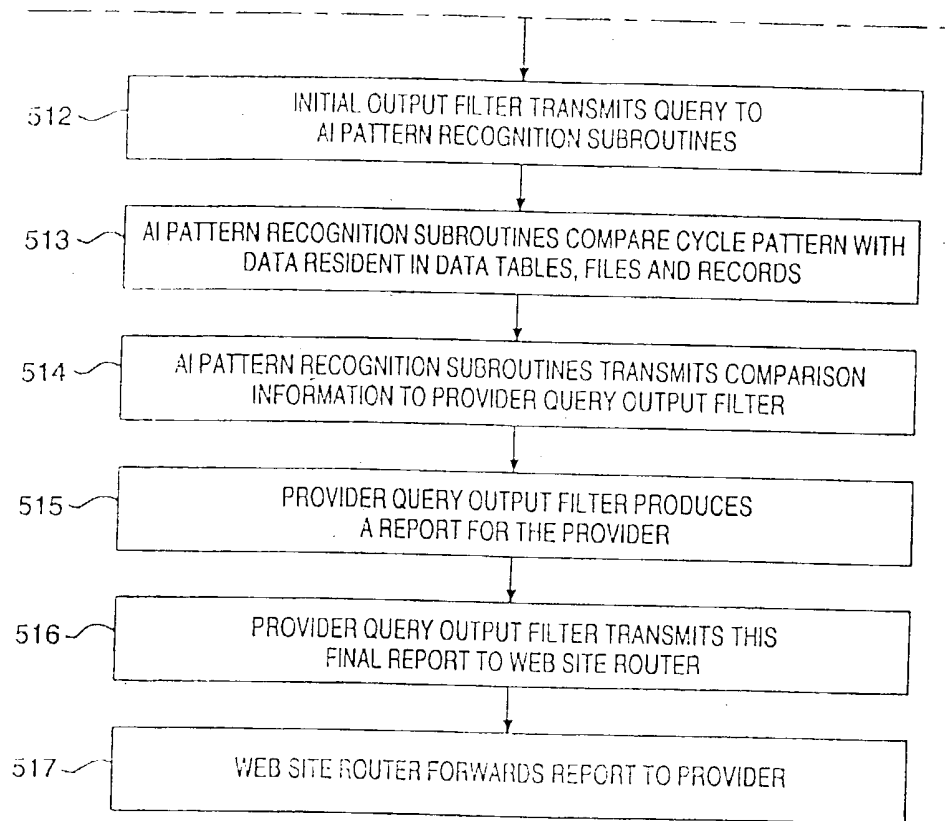 512
INITIAL OUTPUT FILTER TRANSMITS QUERY TO
AI PATTERN RECOGNITION SUBROUTINES
513
AI PATTERN RECOGNITION SUBROUTINES COMPARE CYCLE PATTERN WITH
DATA RESIDENT IN DATA TABLES, FILES AND RECORDS
514
AI PATTERN RECOGNITION SUBROUTINES TRANSMITS COMPARISON
INFORMATION TO PROVIDER QUERY OUTPUT FILTER
515
PROVIDER QUERY OUTPUT FILTER PRODUCES
A REPORT FOR THE PROVIDER
516
PROVIDER QUERY OUTPUT FILTER TRANSMITS THIS
FINAL REPORT TO WEB SITE ROUTER
517
WEB SITE ROUTER FORWARDS REPORT TO PROVIDER